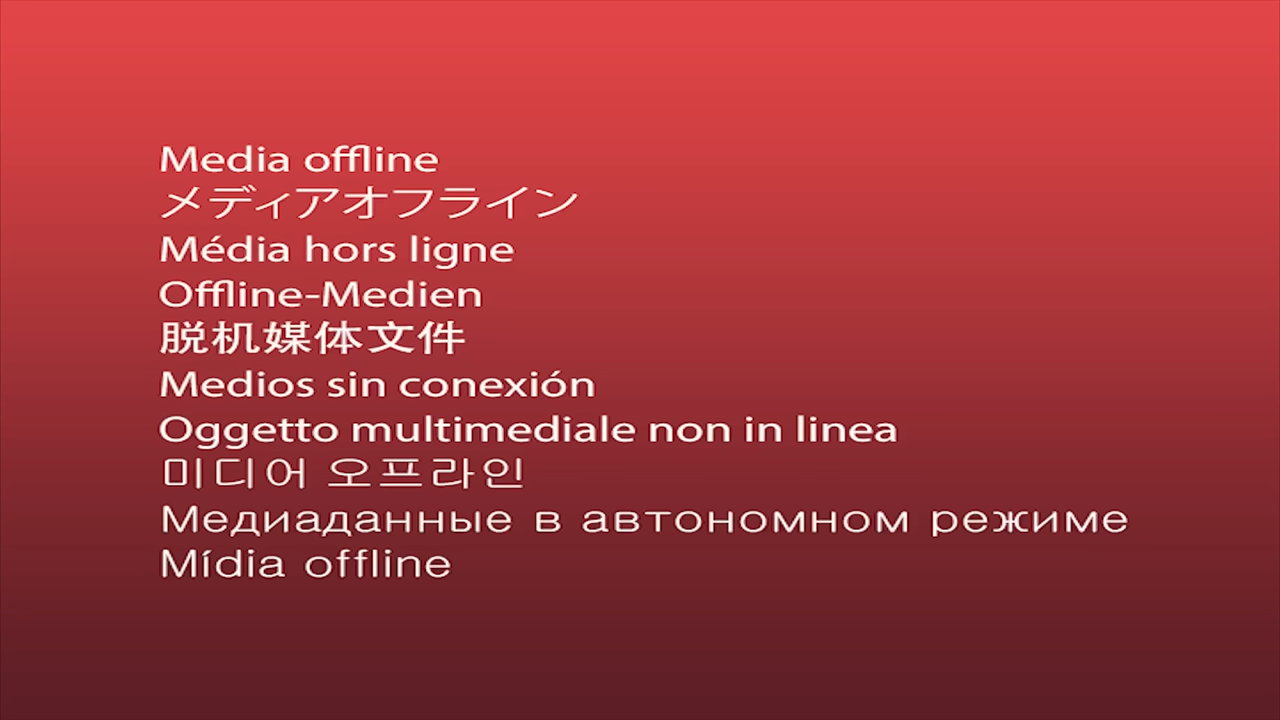 Media offline
メディアオフライン
Média hors ligne
Offline-Medien
脱机媒体文件
Medios sin conexión
Oggetto multimediale non in linea
미디어 오프라인
Медиаданные в автономном режиме
Mídia offline